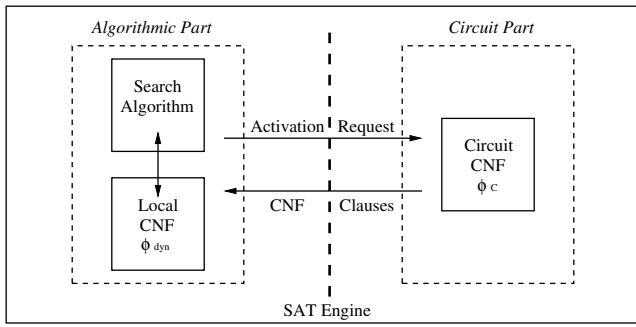 Algorithmic Part
Circuit Part
Search
Algorithm
Activation Request
Circuit
CNF
ϕ C
CNF Clauses
Local
CNF
ϕ dyn
SAT Engine